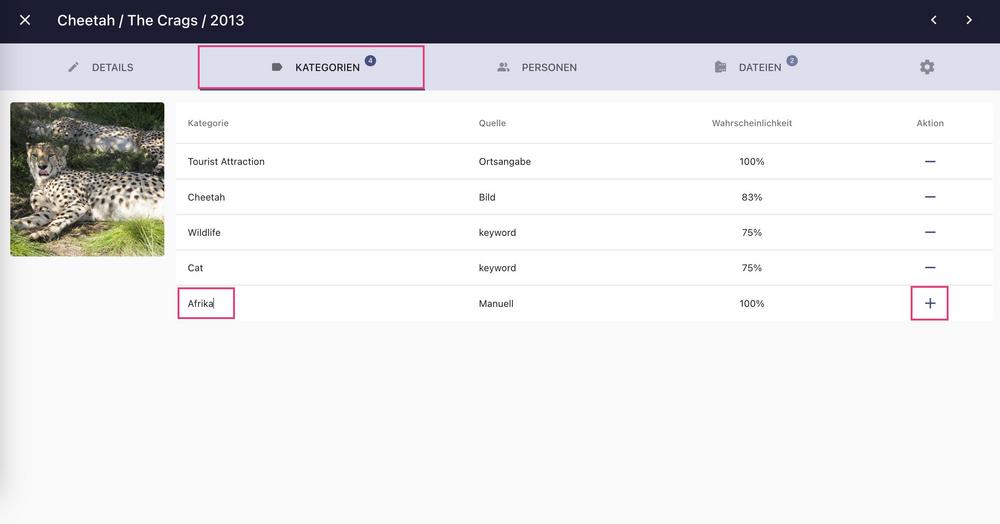 Cheetah / The Crags / 2013
DETAILS
KATEGORIEN 4
PERSONEN
DATEIEN 2
Kategorie Quelle Wahrscheinlichkeit Aktion
Tourist Attraction Ortsangabe 100%
Cheetah Bild 83%
Wildlife keyword 75%
Cat keyword 75%
Afrika Manuell 100%